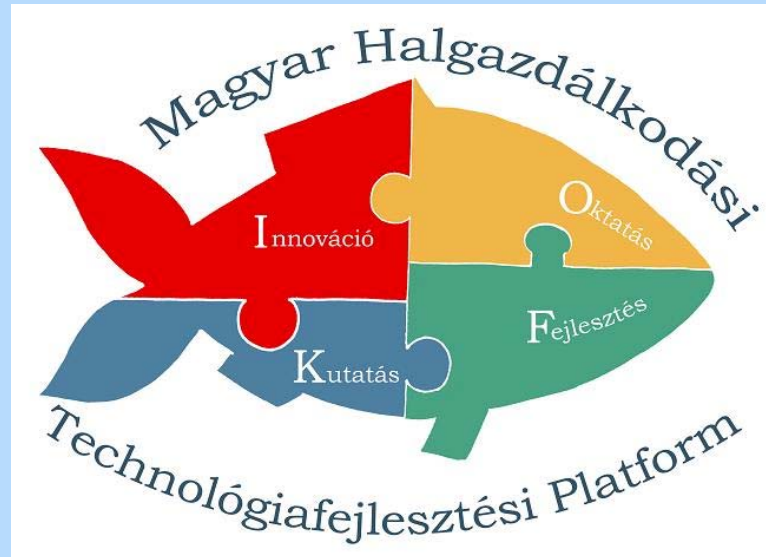 Magyar Halgazdálkodási
Innováció
Oktatás
Kutatás
Fejlesztés
Technológiafejlesztési Platform